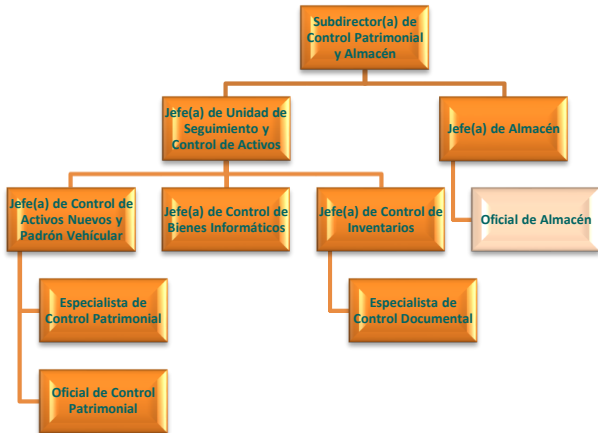 Subdirector(a) de
Control Patrimonial
y Almacén
Jefe(a) de Unidad de
Seguimiento y
Control de Activos
Jefe(a) de Almacén
Jefe(a) de Control de
Activos Nuevos y
Padrón Vehícular
Jefe(a) de Control de
Bienes Informáticos
Jefe(a) de Control de
Inventarios
Oficial de Almacén
Especialista de
Control Patrimonial
Especialista de
Control Documental
Oficial de Control
Patrimonial